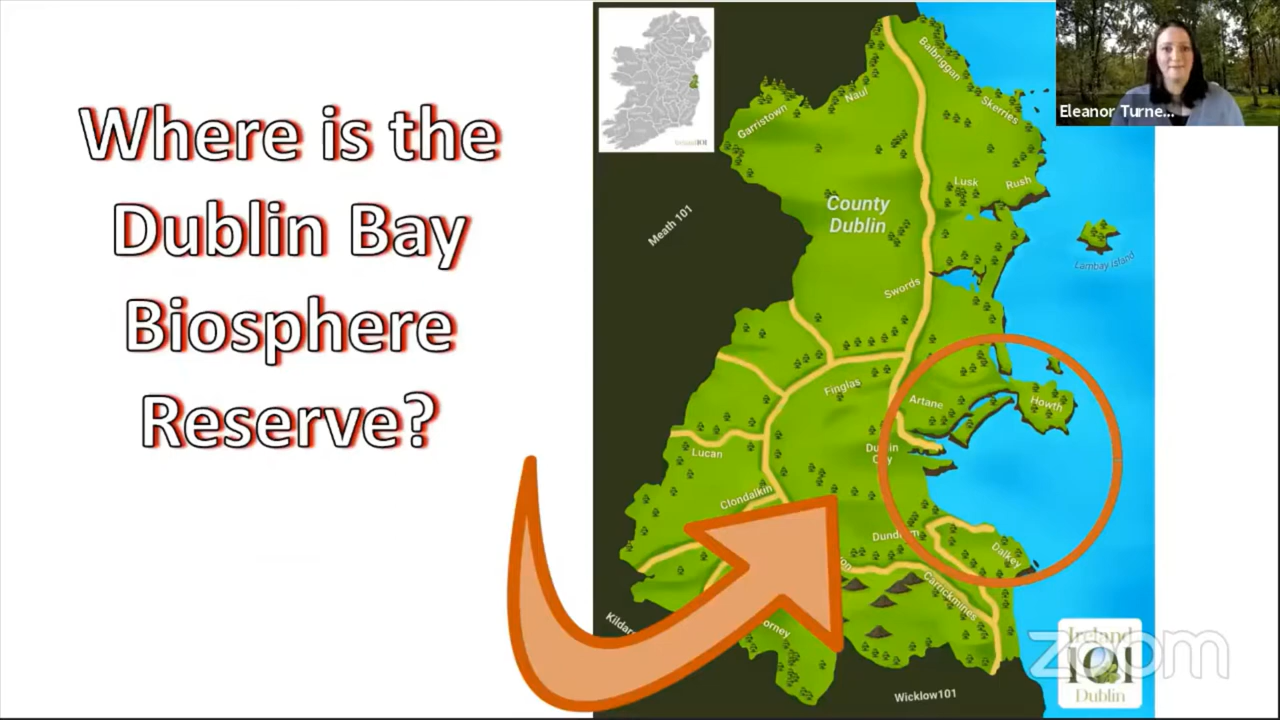 Where is the
Dublin Bay
Biosphere
Reserve?
Ireland101
Eleanor Turne...
Balbriggan
Naul
Skerries
Garristown
Lusk
Rush
County
Dublin
Meath 101
Lambay Island
Swords
Finglas
Artane
Howth
Lucan
Clondalkin
Dalkey
Carrickmines
Wicklow101
zoom
Ireland
101
Dublin